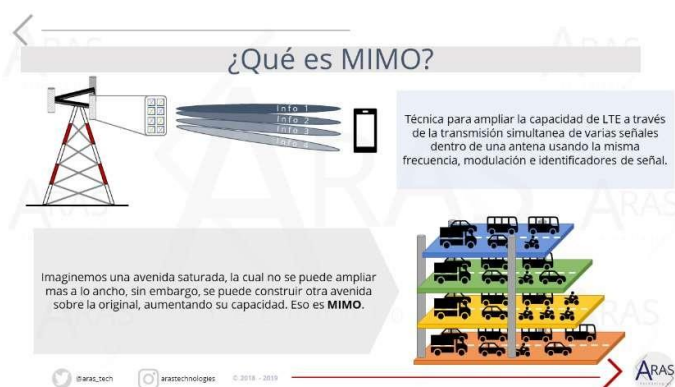 ¿Qué es MIMO?
Info 1
Info 2
Info 3
Info 4
Técnica para ampliar la capacidad de LTE a través
de la transmisión simultanea de varias señales
dentro de una antena usando la misma
frecuencia, modulación e identificadores de señal.
Imaginemos una avenida saturada, la cual no se puede ampliar
mas a lo ancho, sin embargo, se puede construir otra avenida
sobre la original, aumentando su capacidad. Eso es MIMO.
@aras_tech
arastechnologies
© 2018 - 2019
ARAS